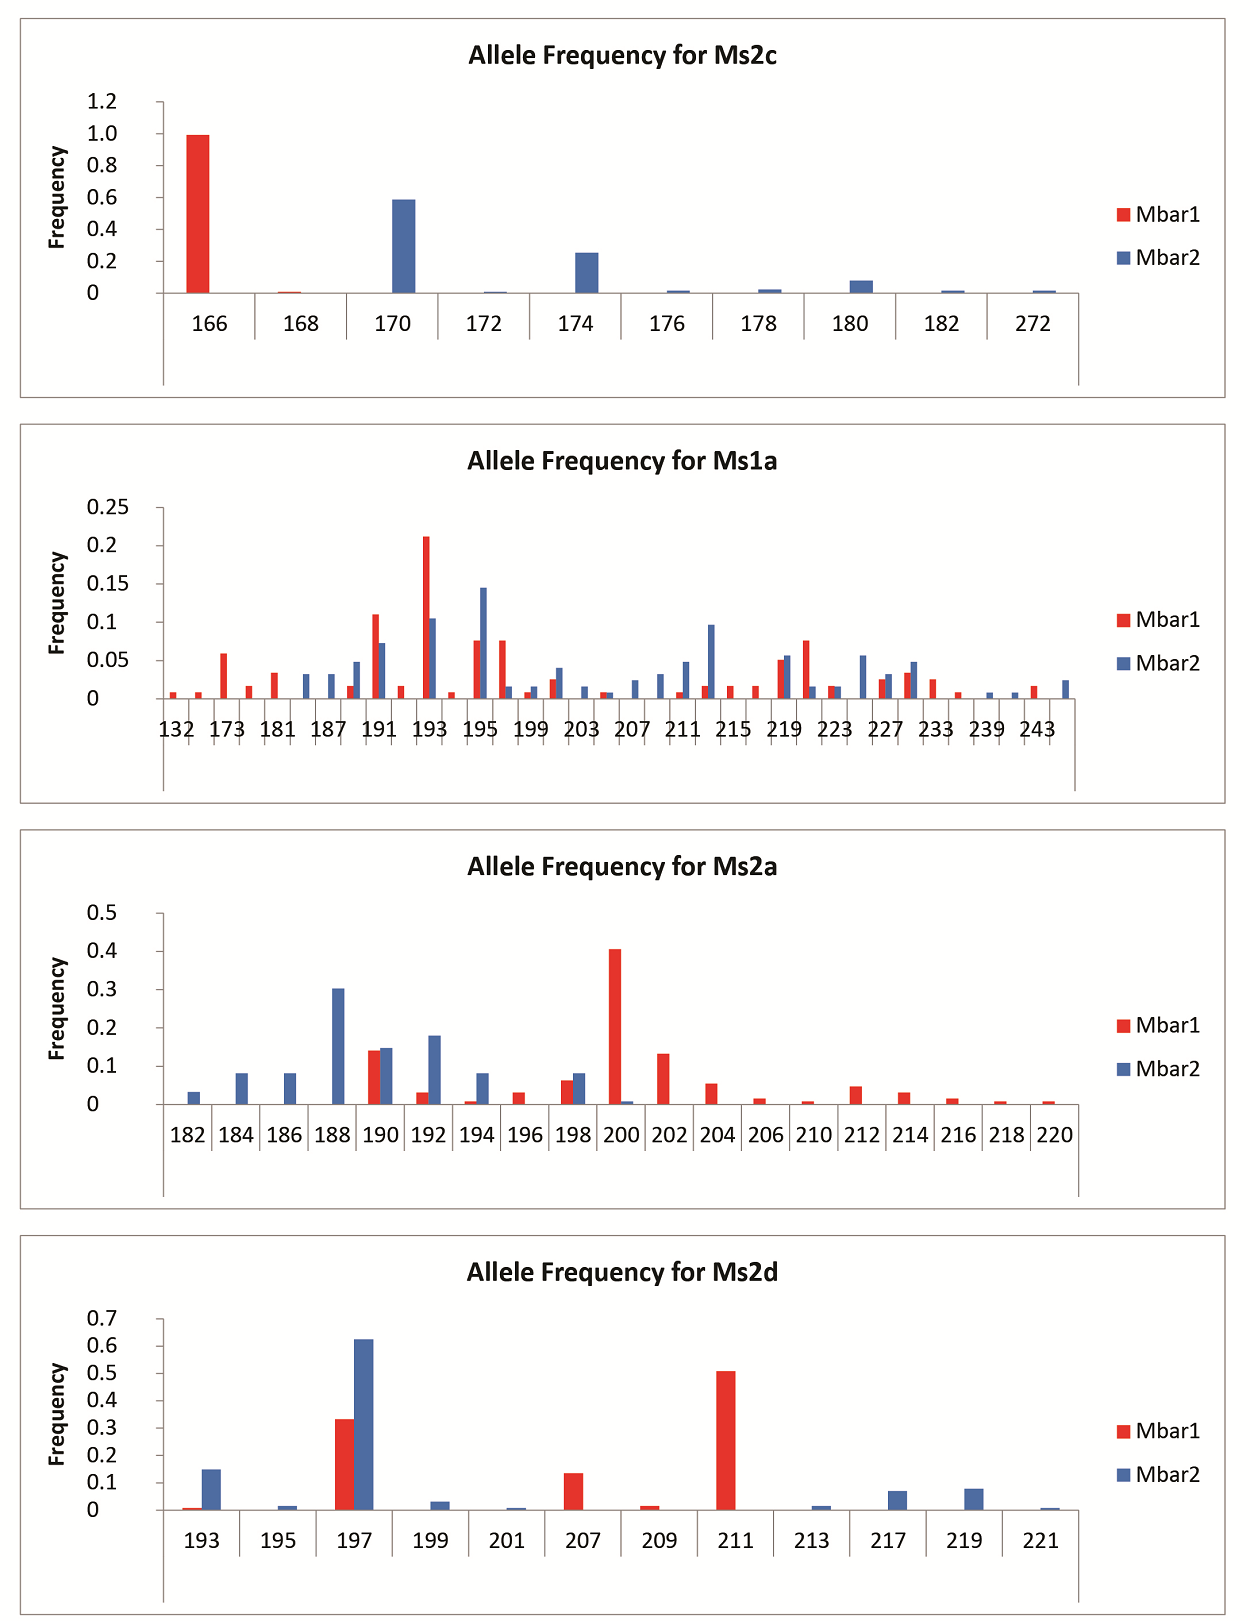 Allele Frequency for Ms2c
Frequency
1.2
1.0
0.8
0.6
0.4
0.2
0
166 168 170 172 174 176 178 180 182 272
Mbar1
Mbar2
Allele Frequency for Ms1a
Frequency
0.25
0.2
0.15
0.1
0.05
0
132 173 181 187 191 193 195 199 203 207 211 215 219 223 227 233 239 243
Mbar1
Mbar2
Allele Frequency for Ms2a
Frequency
0.5
0.4
0.3
0.2
0.1
0
182 184 186 188 190 192 194 196 198 200 202 204 206 210 212 214 216 218 220
Mbar1
Mbar2
Allele Frequency for Ms2d
Frequency
0.7
0.6
0.5
0.4
0.3
0.2
0.1
0
193 195 197 199 201 207 209 211 213 217 219 221
Mbar1
Mbar2